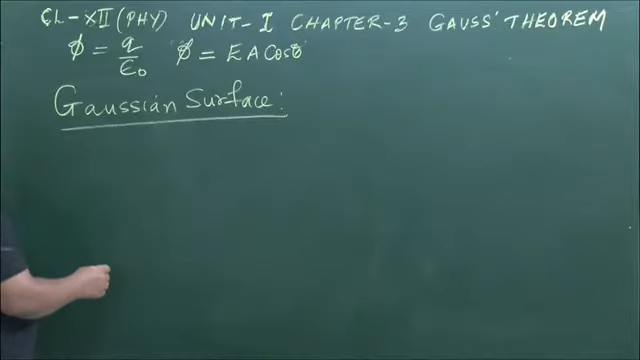 CL-XII (PHY) UNIT-I CHAPTER-3 GAUSS' THEOREM
ϕ = q/ε₀ ϕ = EA Cosθ
Gaussian Surface: